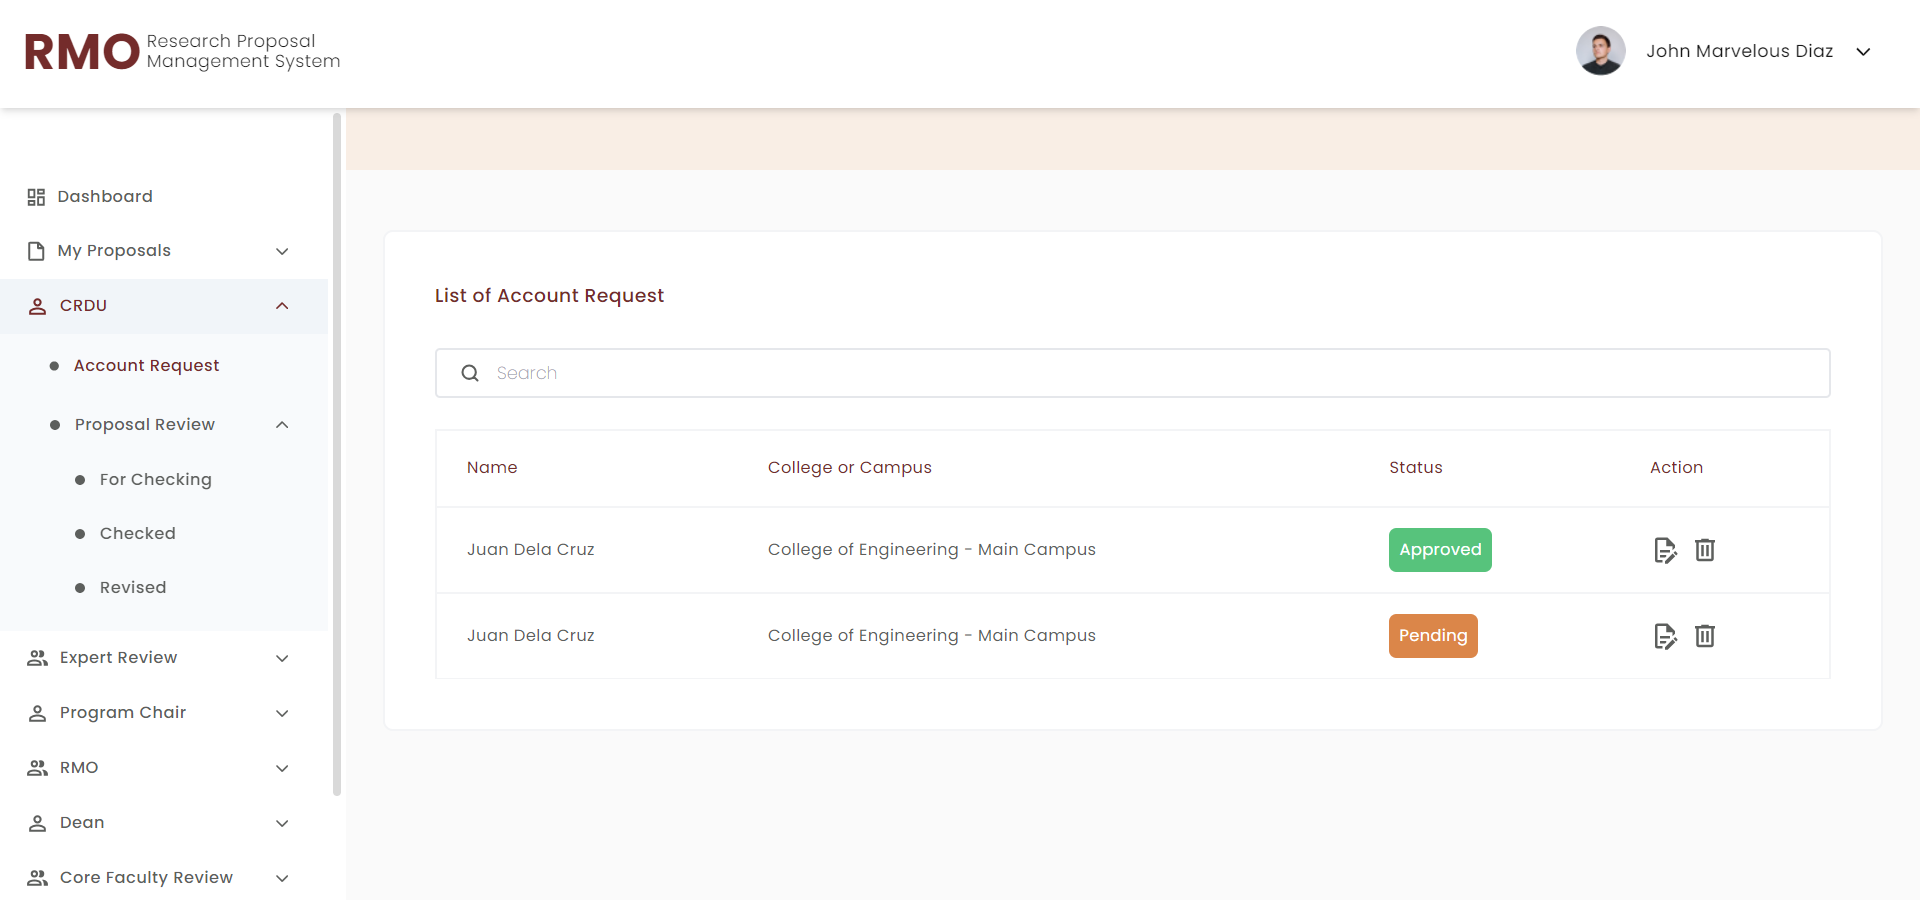 RMO
Research Proposal
Management System
John Marvelous Diaz
Dashboard
My Proposals
CRDU
Account Request
Proposal Review
For Checking
Checked
Revised
Expert Review
Program Chair
RMO
Dean
Core Faculty Review
List of Account Request
Search
Name College or Campus Status Action
Juan Dela Cruz College of Engineering - Main Campus Approved
Juan Dela Cruz College of Engineering - Main Campus Pending